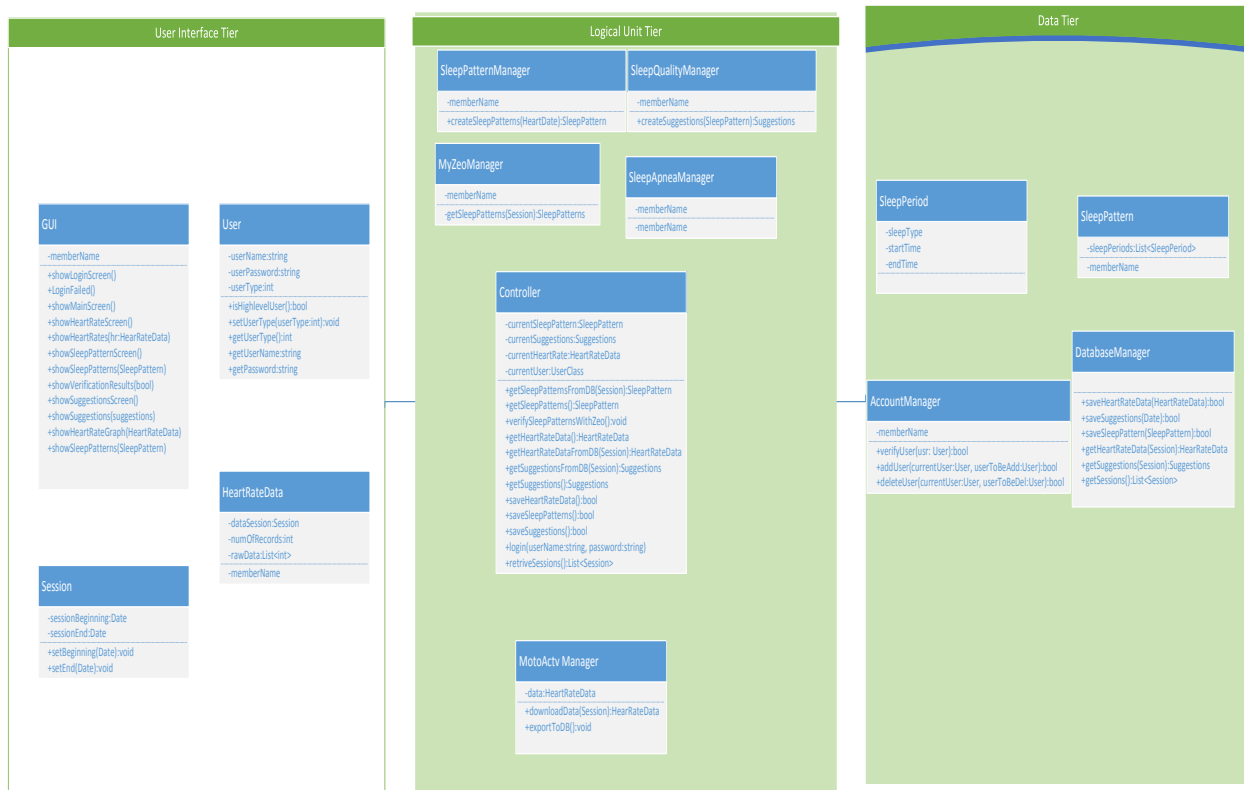 User Interface Tier
GUI
-memberName
+showLoginScreen()
+LoginFailed()
+showMainScreen()
+showHeartRateScreen()
+showHeartRates(hr:HearRateData)
+showSleepPatternScreen()
+showSleepPatterns(SleepPattern)
+showVerificationResults(bool)
+showSuggestionsScreen()
+showSuggestions(suggestions)
+showHeartRateGraph(HeartRateData)
+showSleepPatterns(SleepPattern)
User
-userName:string
-userPassword:string
-userType:int
+isHighlevelUser():bool
+setUserType(userType:int):void
+getUserType():int
+getUserName:string
+getPassword:string
HeartRateData
-dataSession:Session
-numOfRecords:int
-rawData:List<int>
-memberName
Session
-sessionBeginning:Date
-sessionEnd:Date
+setBeginning(Date):void
+setEnd(Date):void
Logical Unit Tier
SleepPatternManager
-memberName
+createSleepPatterns(HeartDate):SleepPattern
SleepQualityManager
-memberName
+createSuggestions(SleepPattern):Suggestions
MyZeoManager
-memberName
-getSleepPatterns(Session):SleepPatterns
SleepApneaManager
-memberName
-memberName
Controller
-currentSleepPattern:SleepPattern
-currentSuggestions:Suggestions
-currentHeartRate:HeartRateData
-currentUser:UserClass
+getSleepPatternsFromDB(Session):SleepPattern
+getSleepPatterns():SleepPattern
+verifySleepPatternsWithZeo():void
+getHeartRateData():HeartRateData
+getHeartRateDataFromDB(Session):HearRateData
+getSuggestionsFromDB(Session):Suggestions
+getSuggestions():Suggestions
+saveHeartRateData():bool
+saveSleepPatterns():bool
+saveSuggestions():bool
+login(userName:string, password:string)
+retriveSessions():List<Session>
MotoActv Manager
-data:HeartRateData
+downloadData(Session):HearRateData
+exportToDB():void
Data Tier
SleepPeriod
-sleepType
-startTime
-endTime
SleepPattern
-sleepPeriods:List<SleepPeriod>
-memberName
AccountManager
-memberName
+verifyUser(usr: User):bool
+addUser(currentUser:User, userToBeAdd:User):bool
+deleteUser(currentUser:User, userToBeDel:User):bool
DatabaseManager
+saveHeartRateData(HeartRateData):bool
+saveSuggestions(Date):bool
+saveSleepPattern(SleepPattern):bool
+getHeartRateData(Session):HearRateData
+getSuggestions(Session):Suggestions
+getSessions():List<Session>